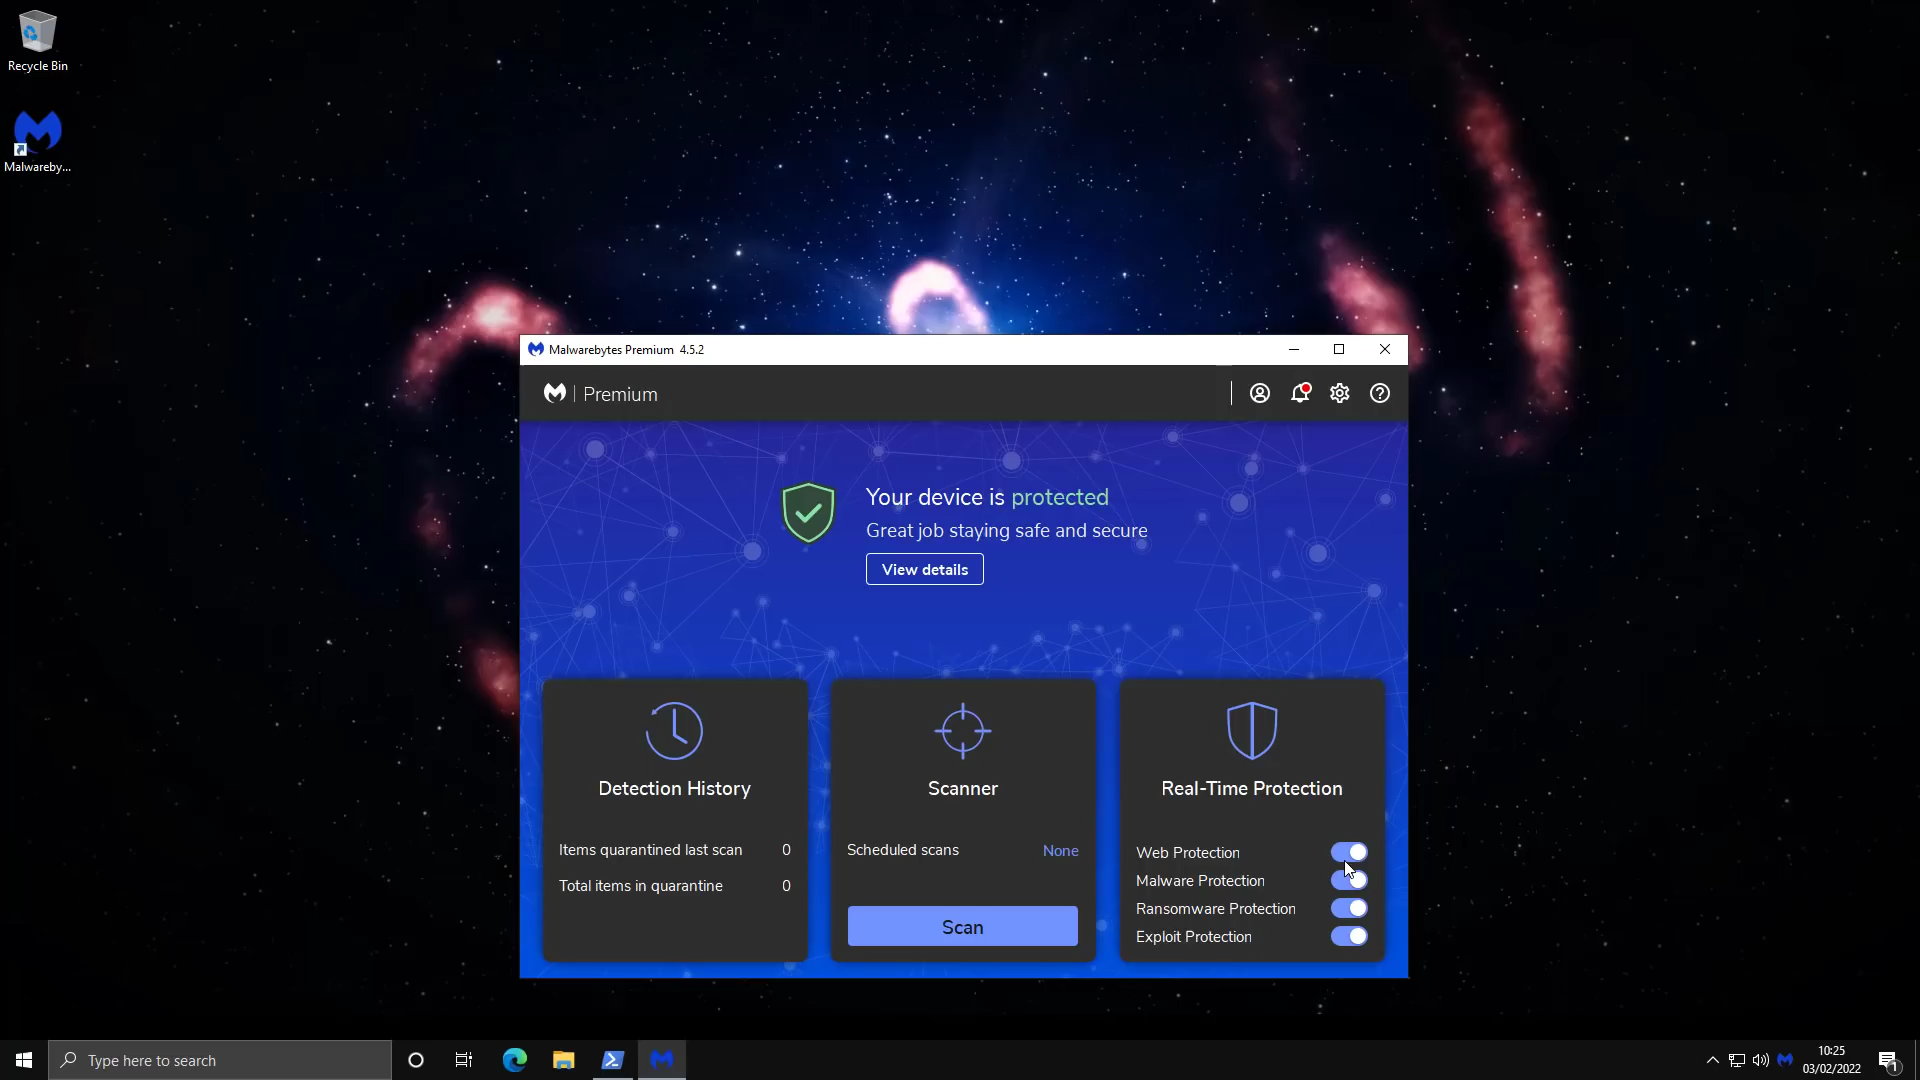 Recycle Bin
Malwareby...
Malwarebytes Premium 4.5.2
Premium
Your device is protected
Great job staying safe and secure
View details
Detection History
Items quarantined last scan 0
Total items in quarantine 0
Scanner
Scheduled scans None
Scan
Real-Time Protection
Web Protection
Malware Protection
Ransomware Protection
Exploit Protection
Type here to search
10:25
03/02/2022
1